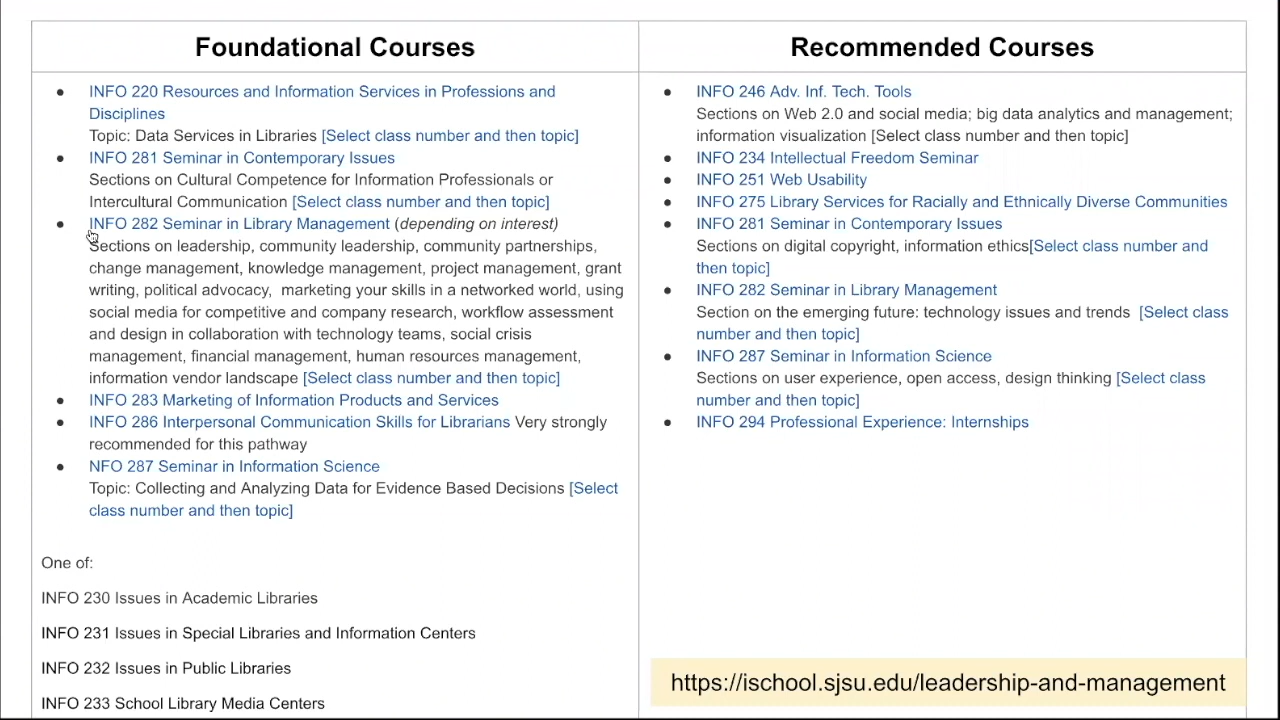 Foundational Courses
INFO 220 Resources and Information Services in Professions and
Disciplines
Topic: Data Services in Libraries [Select class number and then topic]
INFO 281 Seminar in Contemporary Issues
Sections on Cultural Competence for Information Professionals or
Intercultural Communication [Select class number and then topic]
INFO 282 Seminar in Library Management (depending on interest)
Sections on leadership, community leadership, community partnerships,
change management, knowledge management, project management, grant
writing, political advocacy, marketing your skills in a networked world, using
social media for competitive and company research, workflow assessment
and design in collaboration with technology teams, social crisis
management, financial management, human resources management,
information vendor landscape [Select class number and then topic]
INFO 283 Marketing of Information Products and Services
INFO 286 Interpersonal Communication Skills for Librarians Very strongly
recommended for this pathway
NFO 287 Seminar in Information Science
Topic: Collecting and Analyzing Data for Evidence Based Decisions [Select
class number and then topic]
One of:
INFO 230 Issues in Academic Libraries
INFO 231 Issues in Special Libraries and Information Centers
INFO 232 Issues in Public Libraries
INFO 233 School Library Media Centers
Recommended Courses
INFO 246 Adv. Inf. Tech. Tools
Sections on Web 2.0 and social media; big data analytics and management;
information visualization [Select class number and then topic]
INFO 234 Intellectual Freedom Seminar
INFO 251 Web Usability
INFO 275 Library Services for Racially and Ethnically Diverse Communities
INFO 281 Seminar in Contemporary Issues
Sections on digital copyright, information ethics[Select class number and
then topic]
INFO 282 Seminar in Library Management
Section on the emerging future: technology issues and trends [Select class
number and then topic]
INFO 287 Seminar in Information Science
Sections on user experience, open access, design thinking [Select class
number and then topic]
INFO 294 Professional Experience: Internships
https://ischool.sjsu.edu/leadership-and-management